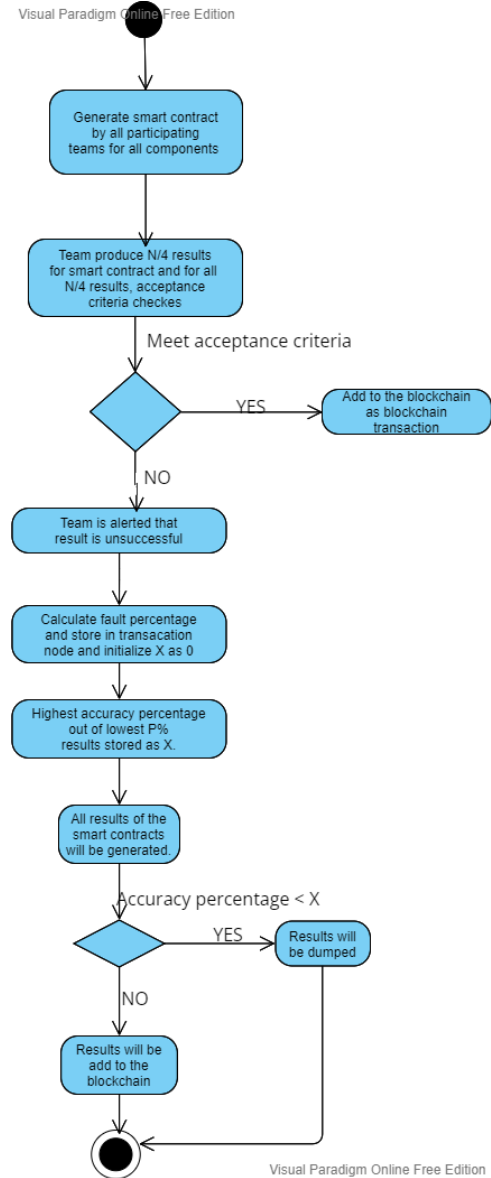 Visual Paradigm Online Free Edition
Generate smart contract
by all participating
teams for all components
Team produce N/4 results
for smart contract and for all
N/4 results, acceptance
criteria checkes
Meet acceptance criteria
YES
Add to the blockchain
as blockchain
transaction
NO
Team is alerted that
result is unsuccessful
Calculate fault percentage
and store in transacation
node and initialize X as 0
Highest accuracy percentage
out of lowest P%
results stored as X.
All results of the
smart contracts
will be generated.
Accuracy percentage < X
YES
Results will
be dumped
NO
Results will be
add to the
blockchain
Visual Paradigm Online Free Edition